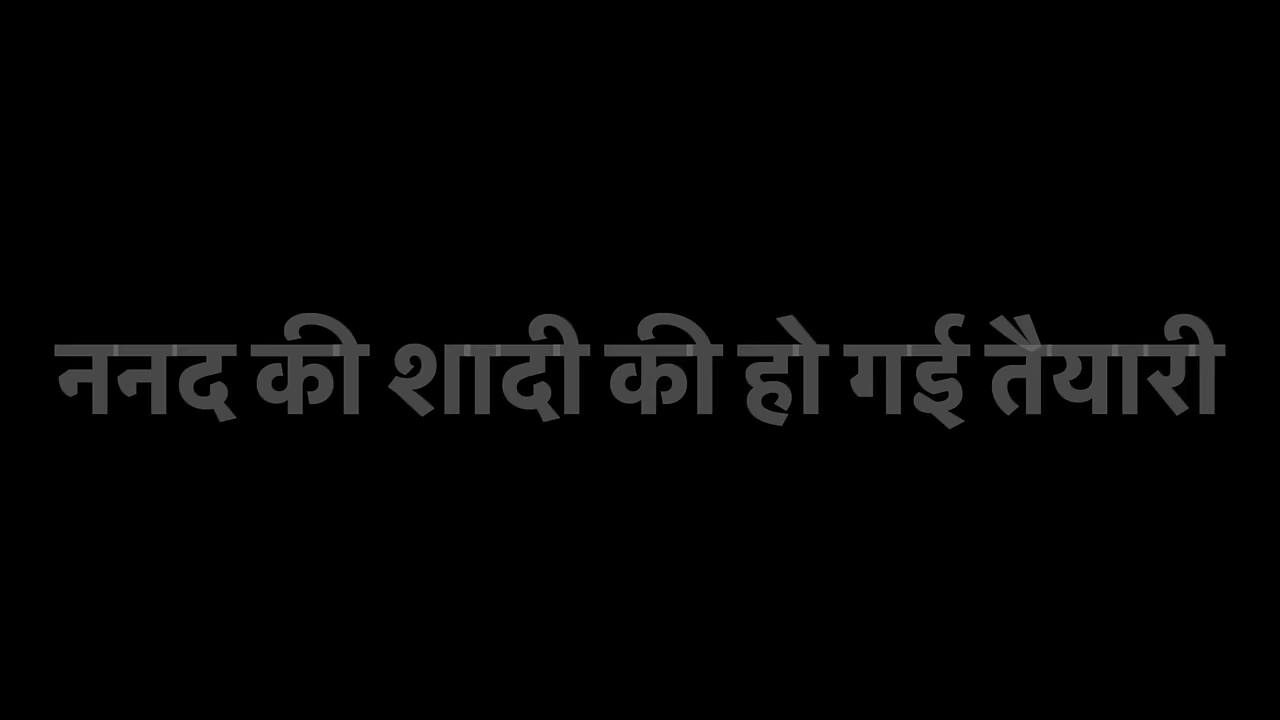 ननद की शादी की हो गई तैयारी